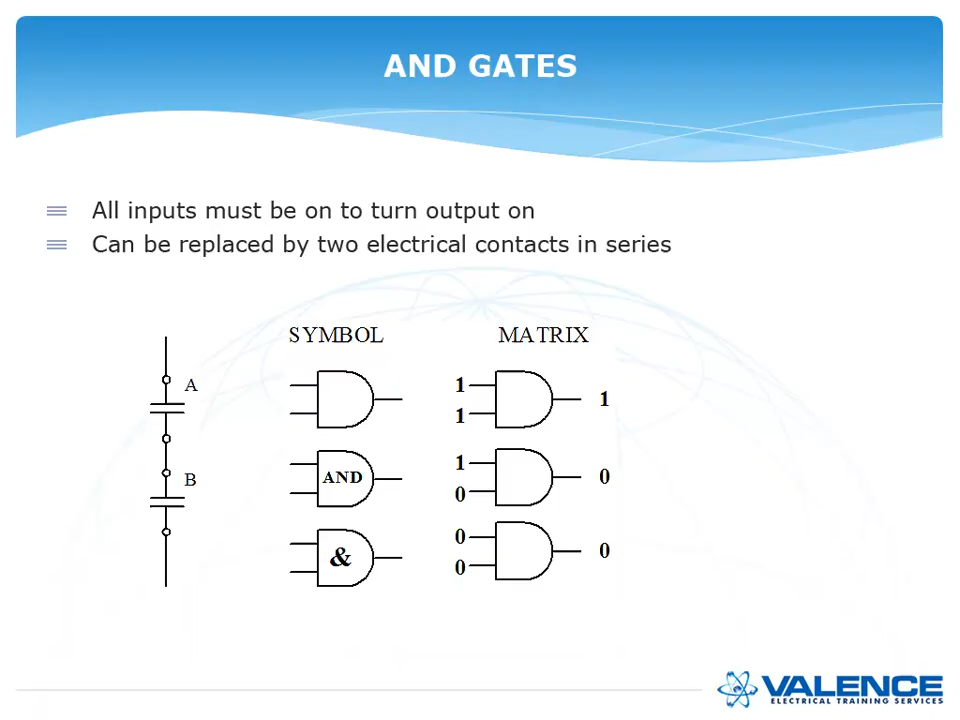 AND GATES
All inputs must be on to turn output on
Can be replaced by two electrical contacts in series
SYMBOL MATRIX
A
B
AND
&
1
1
1
1
0
0
0
0
0
VALENCE
ELECTRICAL TRAINING SERVICES